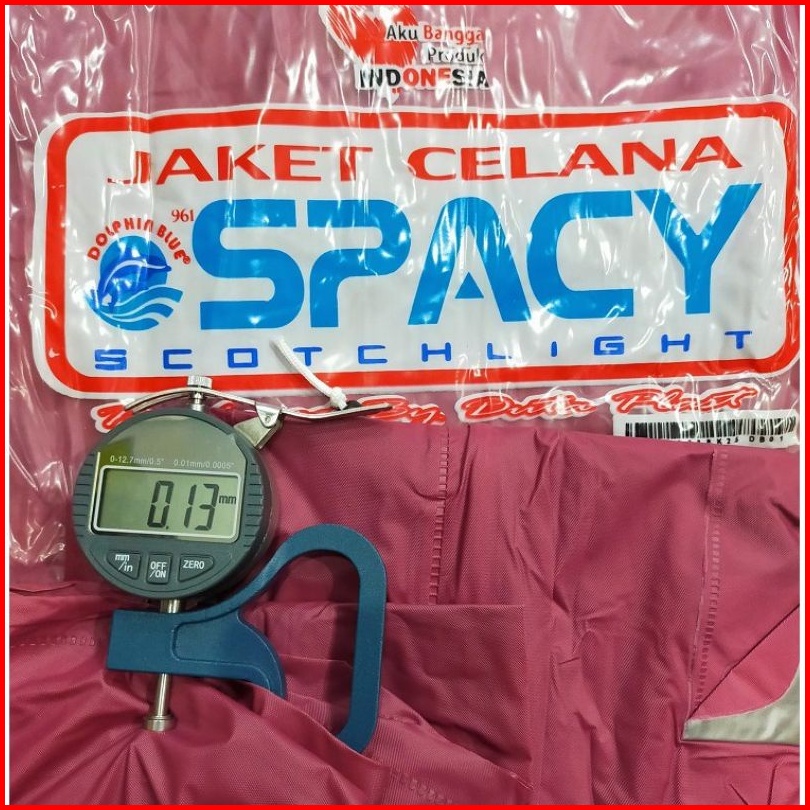 Aku Bangga
Produk
INDONESIA
JAKET CELANA
961
DOLPHIN BLUE®
SPACY
SCOTCHLIGHT
0-12.7mm/0.5" 0.01mm/0.0005"
0.13 mm
mm/in
OFF/ON
ZERO